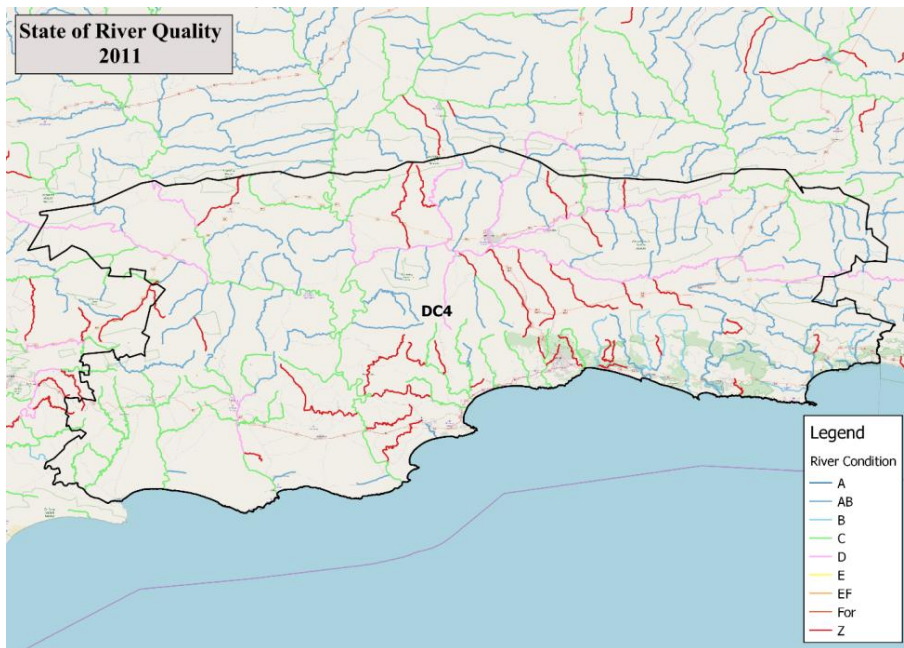 State of River Quality
2011
DC4
Legend
River Condition
A
AB
B
C
D
E
EF
For
Z